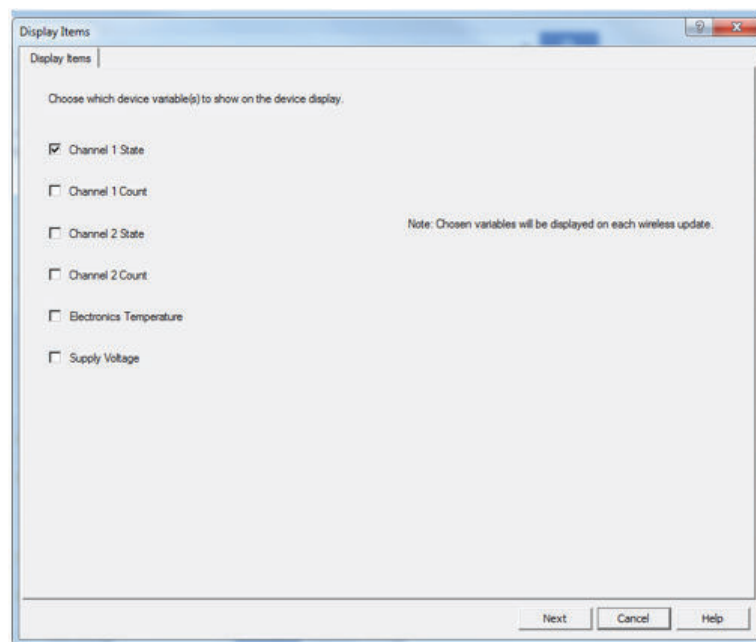 Display Items
Display Items
Choose which device variable(s) to show on the device display.
Channel 1 State
Channel 1 Count
Note: Chosen variables will be displayed on each wireless update.
Channel 2 State
Channel 2 Count
Electronics Temperature
Supply Voltage
Next Cancel Help